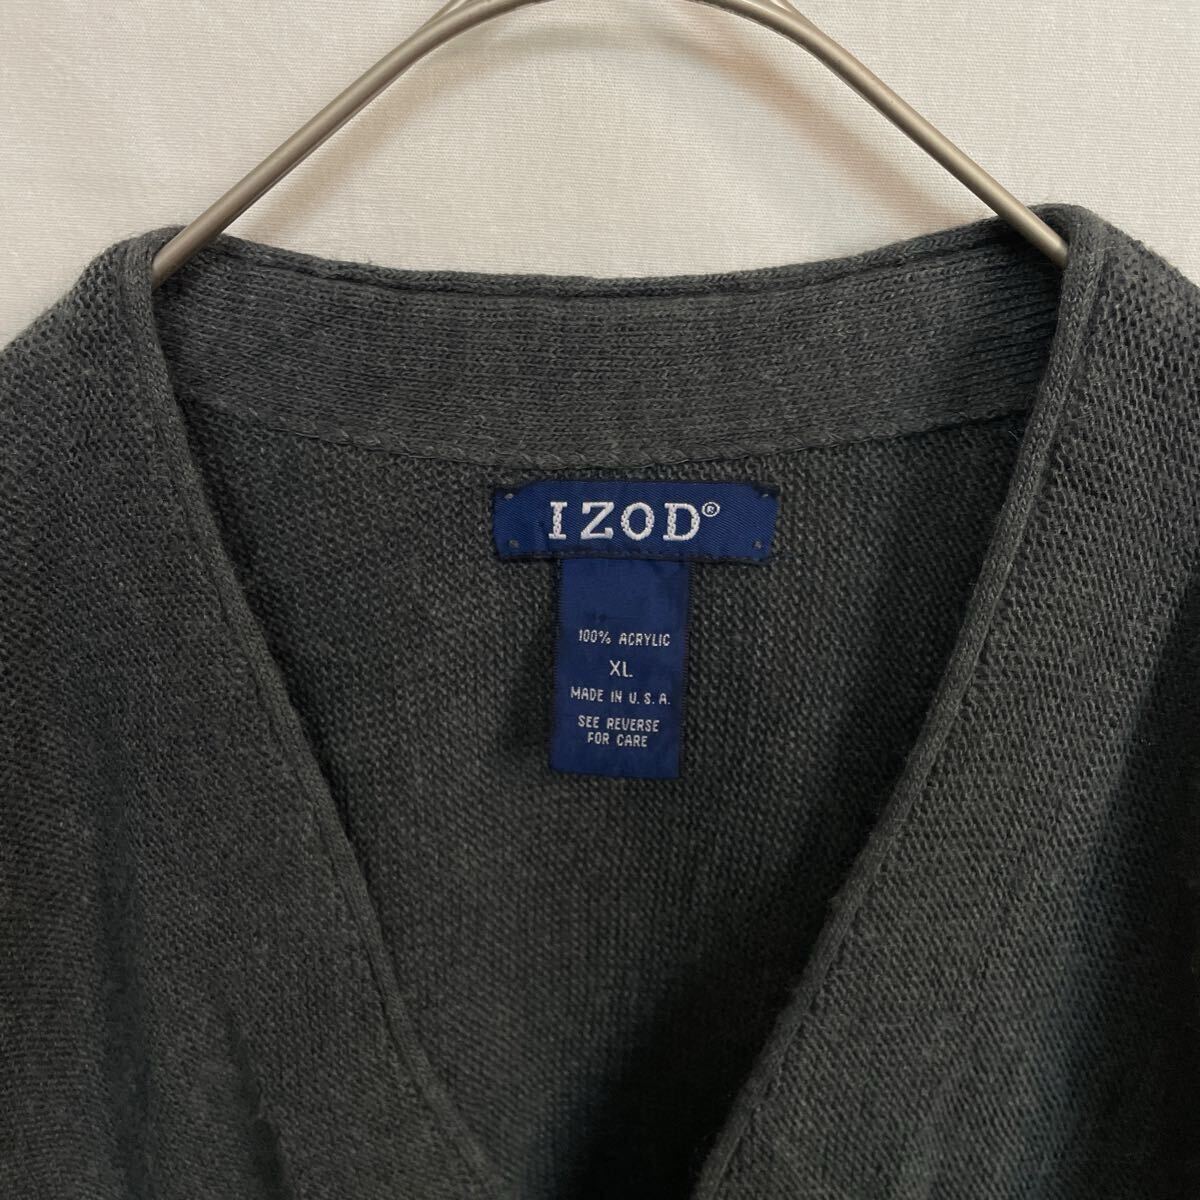 IZOD®
100% ACRYLIC
XL
MADE IN U.S.A.
SEE REVERSE
FOR CARE